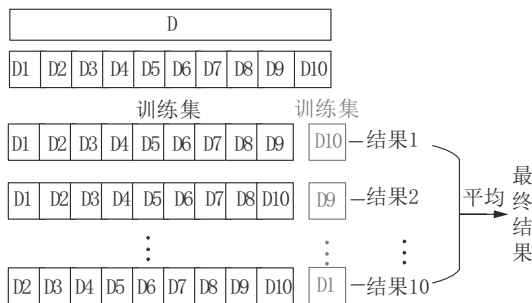 D
D1 D2 D3 D4 D5 D6 D7 D8 D9 D10
训练集 训练集
D1 D2 D3 D4 D5 D6 D7 D8 D9 D10 结果1
D1 D2 D3 D4 D5 D6 D7 D8 D10 D9 结果2
平均 最终结果
D2 D3 D4 D5 D6 D7 D8 D9 D10 D1 结果10